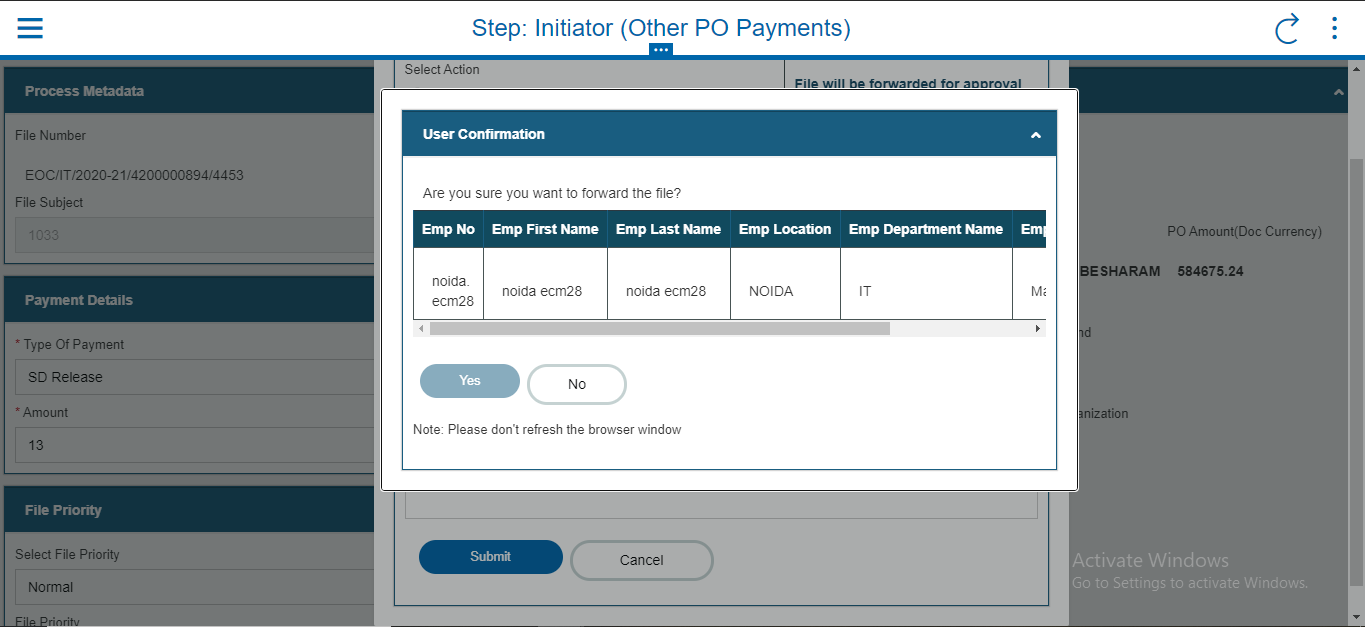 Step: Initiator (Other PO Payments)
Select Action
File will be forwarded for approval
Process Metadata
File Number
EOC/IT/2020-21/4200000894/4453
File Subject
1033
Payment Details
* Type Of Payment
SD Release
* Amount
13
File Priority
Select File Priority
Normal
File Priority
User Confirmation
Are you sure you want to forward the file?
Emp No Emp First Name Emp Last Name Emp Location Emp Department Name Emp
noida.
ecm28 noida ecm28 noida ecm28 NOIDA IT Ma
Yes No
Note: Please don't refresh the browser window
Submit Cancel
PO Amount(Doc Currency)
BESHARAM 584675.24
nd
anization
Activate Windows
Go to Settings to activate Windows.